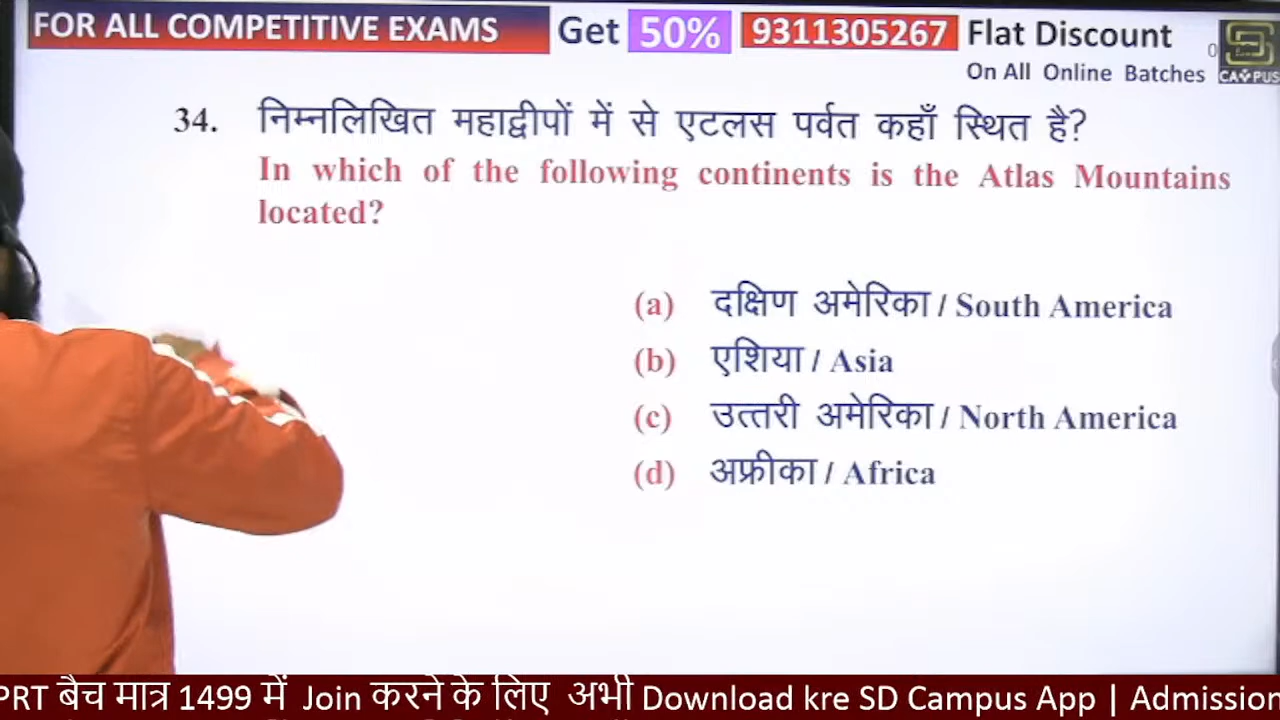 FOR ALL COMPETITIVE EXAMS Get 50% 9311305267 Flat Discount
On All Online Batches
CAMPUS
34. निम्नलिखित महाद्वीपों में से एटलस पर्वत कहाँ स्थित है?
In which of the following continents is the Atlas Mountains
located?
(a) दक्षिण अमेरिका / South America
(b) एशिया / Asia
(c) उत्तरी अमेरिका / North America
(d) अफ्रीका / Africa
PRT बैच मात्र 1499 में Join करने के लिए अभी Download kre SD Campus App | Admission